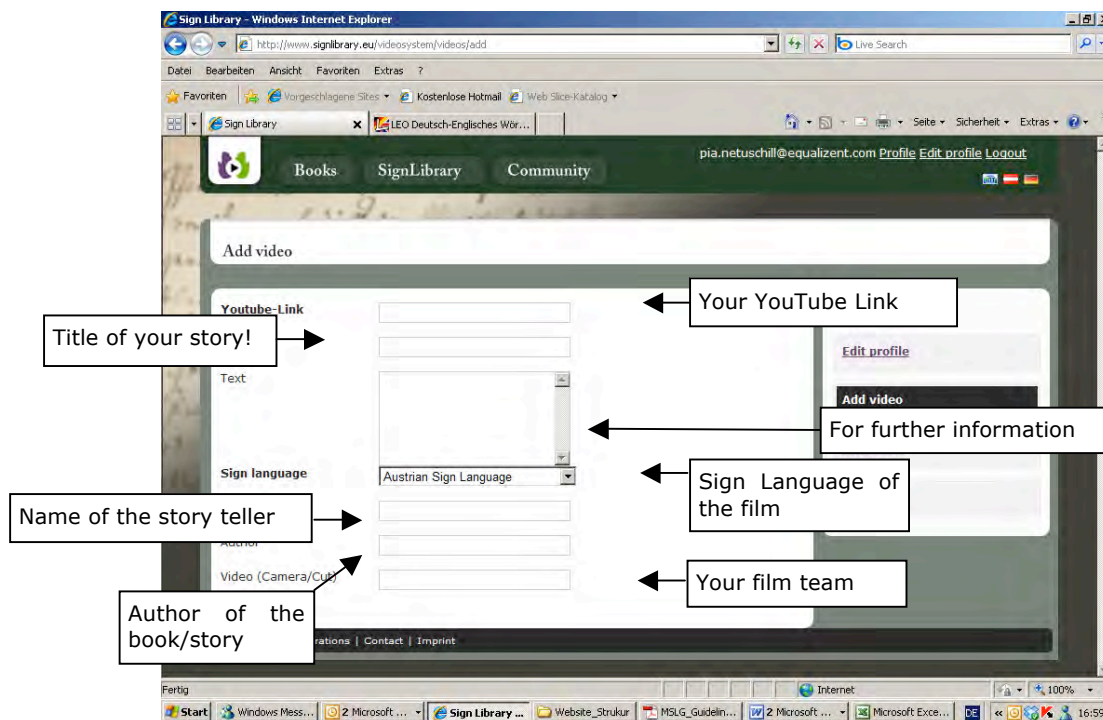 Sign Library - Windows Internet Explorer
http://www.signlibrary.eu/videosystem/videos/add
Live Search
Datei Bearbeiten Ansicht Favoriten Extras ?
Favoriten Vorgeschlagene Sites Kostenlose Hotmail Web Slice-Katalog
Sign Library LEO Deutsch-Englisches Wör... Seite Sicherheit Extras
pia.netuschill@equalizent.com Profile Edit profile Logout
Books SignLibrary Community
Add video
Youtube-Link
Your YouTube Link
Title of your story!
Edit profile
Text
Add video
For further information
Sign language
Austrian Sign Language
Sign Language of
the film
Name of the story teller
Author
Video (Camera/Cut)
Your film team
Author of the
book/story
rations | Contact | Imprint
Fertig Internet 100%
Start Windows Mess... 2 Microsoft ... Sign Library ... Website_Strukur MSLG_Guidelin... 2 Microsoft ... Microsoft Exce... DE « 16:59